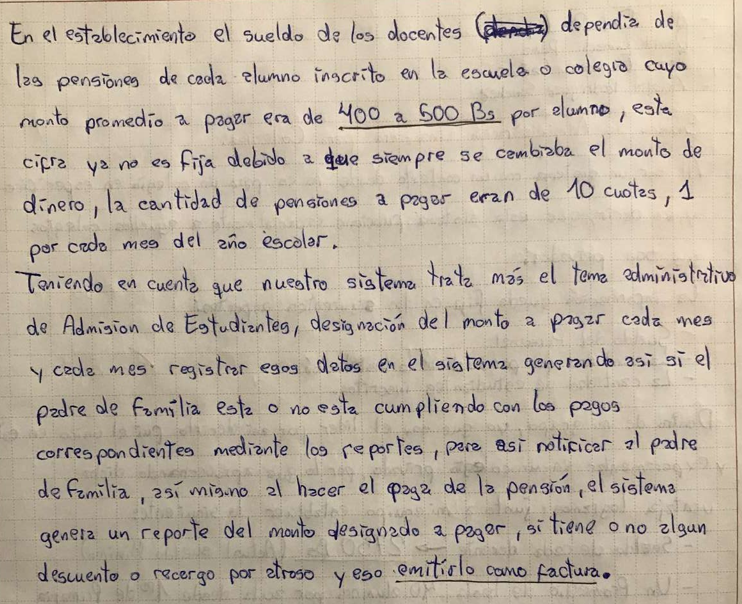 En el establecimiento el sueldo de los docentes () dependia de
las pensiones de cada alumno inscrito en la escuela o colegio cuyo
monto promedio a pagar era de 400 a 500 Bs por alumno, esta
cifra ya no es fija debido a que siempre se cambiaba el monto de
dinero, la cantidad de pensiones a pagar eran de 10 cuotas, 1
por cada mes del año escolar.
Teniendo en cuenta que nuestro sistema trata más el tema administrativo
de Admision de Estudiantes, designación del monto a pagar cada mes
y cada mes registrar esos datos en el sistema generando asi si el
padre de familia esta o no esta cumpliendo con los pagos
correspondientes mediante los reportes, para asi notificar al padre
de familia, así mismo al hacer el paga de la pensión, el sistema
genera un reporte del monto designado a pagar, si tiene o no algun
descuento o recargo por atraso y eso emitirlo como factura.